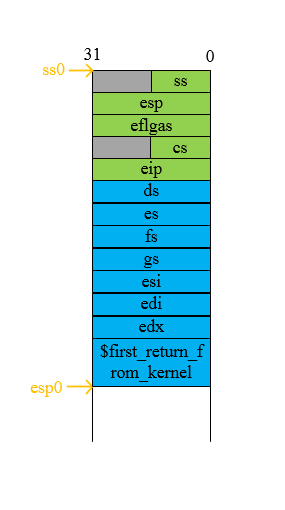 31 0
ss0
ss
esp
eflgas
cs
eip
ds
es
fs
gs
esi
edi
edx
$first_return_f
rom_kernel
esp0